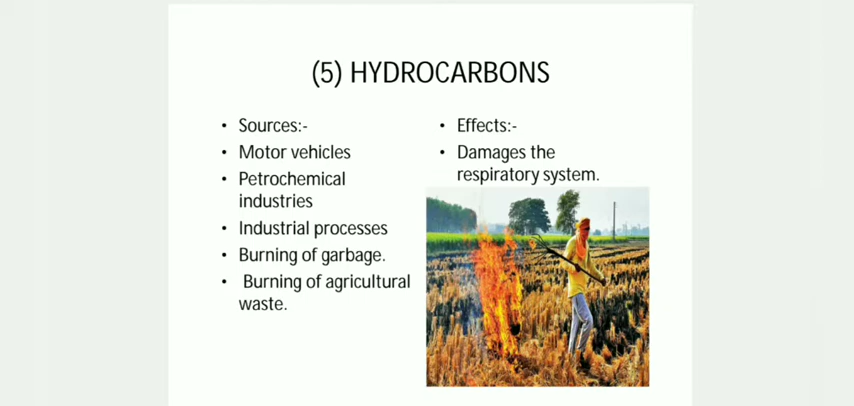 (5) HYDROCARBONS
• Sources:-
• Motor vehicles
• Petrochemical
industries
• Industrial processes
• Burning of garbage.
• Burning of agricultural
waste.
• Effects:-
• Damages the
respiratory system.